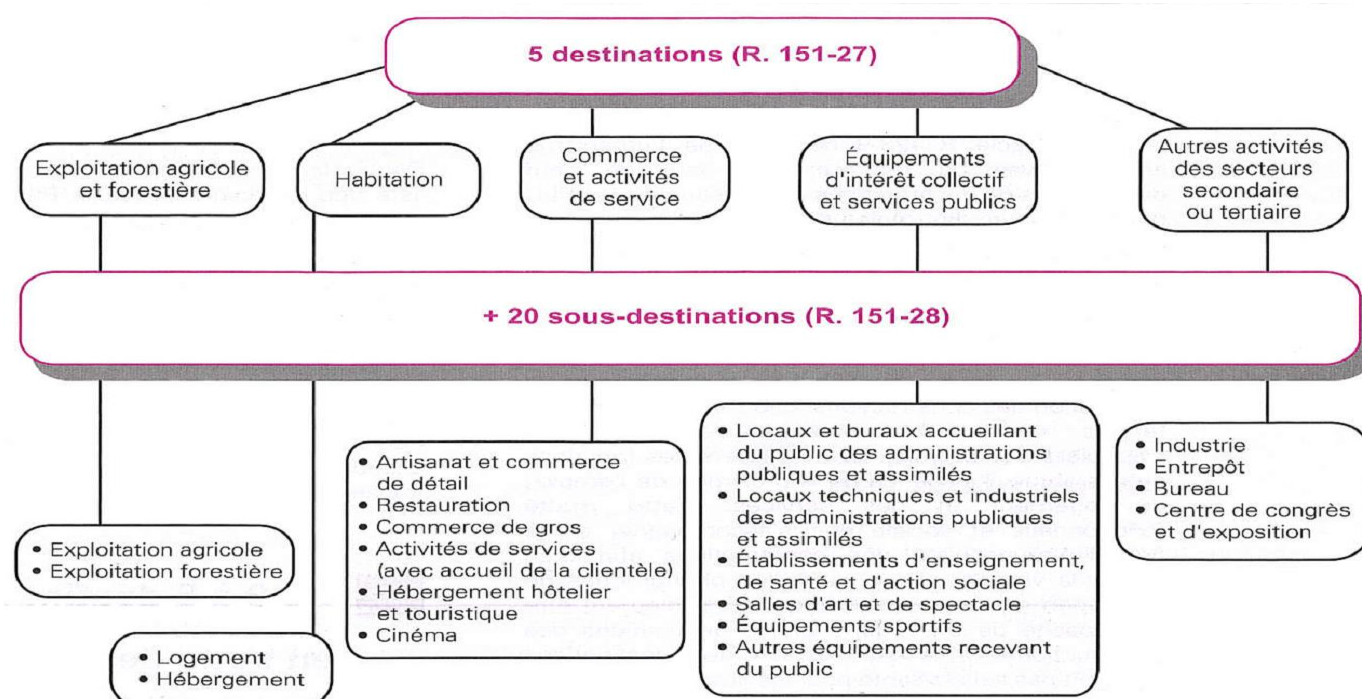 5 destinations (R. 151-27)
Exploitation agricole
et forestière
Habitation
Commerce
et activités
de service
Équipements
d'intérêt collectif
et services publics
Autres activités
des secteurs
secondaire
ou tertiaire
+ 20 sous-destinations (R. 151-28)
• Exploitation agricole
• Exploitation forestière
• Logement
• Hébergement
• Artisanat et commerce
de détail
• Restauration
• Commerce de gros
• Activités de services
(avec accueil de la clientèle)
• Hébergement hôtelier
et touristique
• Cinéma
• Locaux et buraux accueillant
du public des administrations
publiques et assimilés
• Locaux techniques et industriels
des administrations publiques
et assimilés
• Établissements d'enseignement,
de santé et d'action sociale
• Salles d'art et de spectacle
• Équipements sportifs
• Autres équipements recevant
du public
• Industrie
• Entrepôt
• Bureau
• Centre de congrès
et d'exposition